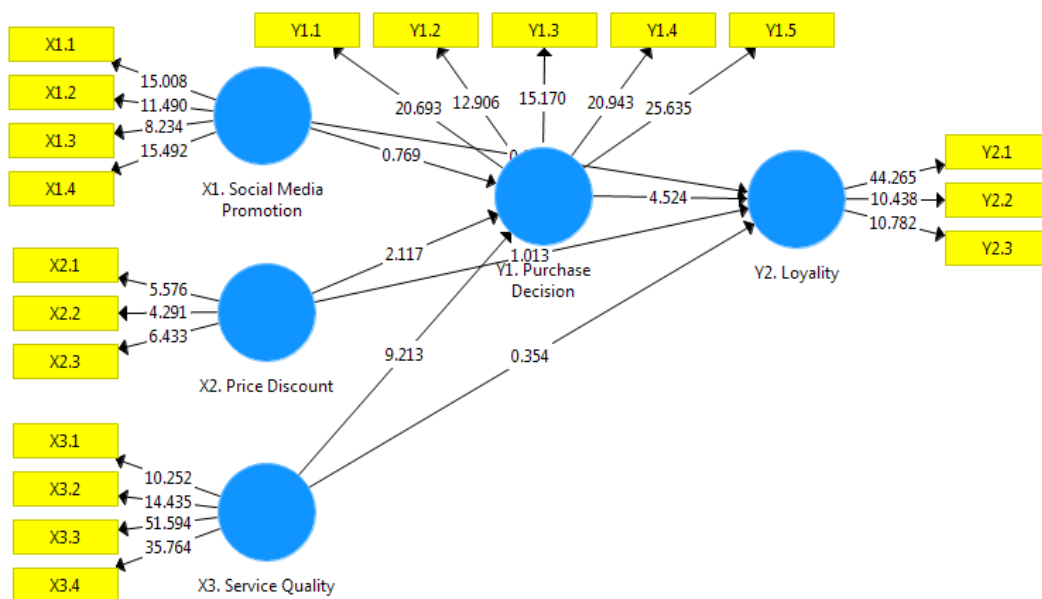 Y1.1
Y1.2
Y1.3
Y1.4
Y1.5
X1.1
X1.2
X1.3
X1.4
15.008
11.490
8.234
15.492
20.693
12.906
15.170
20.943
25.635
0.769
X1. Social Media
Promotion
4.524
Y2.1
Y2.2
Y2.3
44.265
10.438
10.782
Y2. Loyality
2.117
1.013
Y1. Purchase
Decision
X2.1
X2.2
X2.3
5.576
4.291
6.433
X2. Price Discount
9.213
0.354
X3.1
X3.2
X3.3
X3.4
10.252
14.435
51.594
35.764
X3. Service Quality